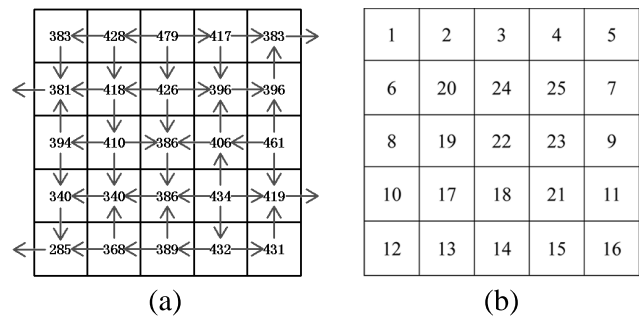 383 428 479 417 383
381 418 426 396 396
394 410 386 406 461
340 340 386 434 419
285 368 389 432 431
(a)
1 2 3 4 5
6 20 24 25 7
8 19 22 23 9
10 17 18 21 11
12 13 14 15 16
(b)